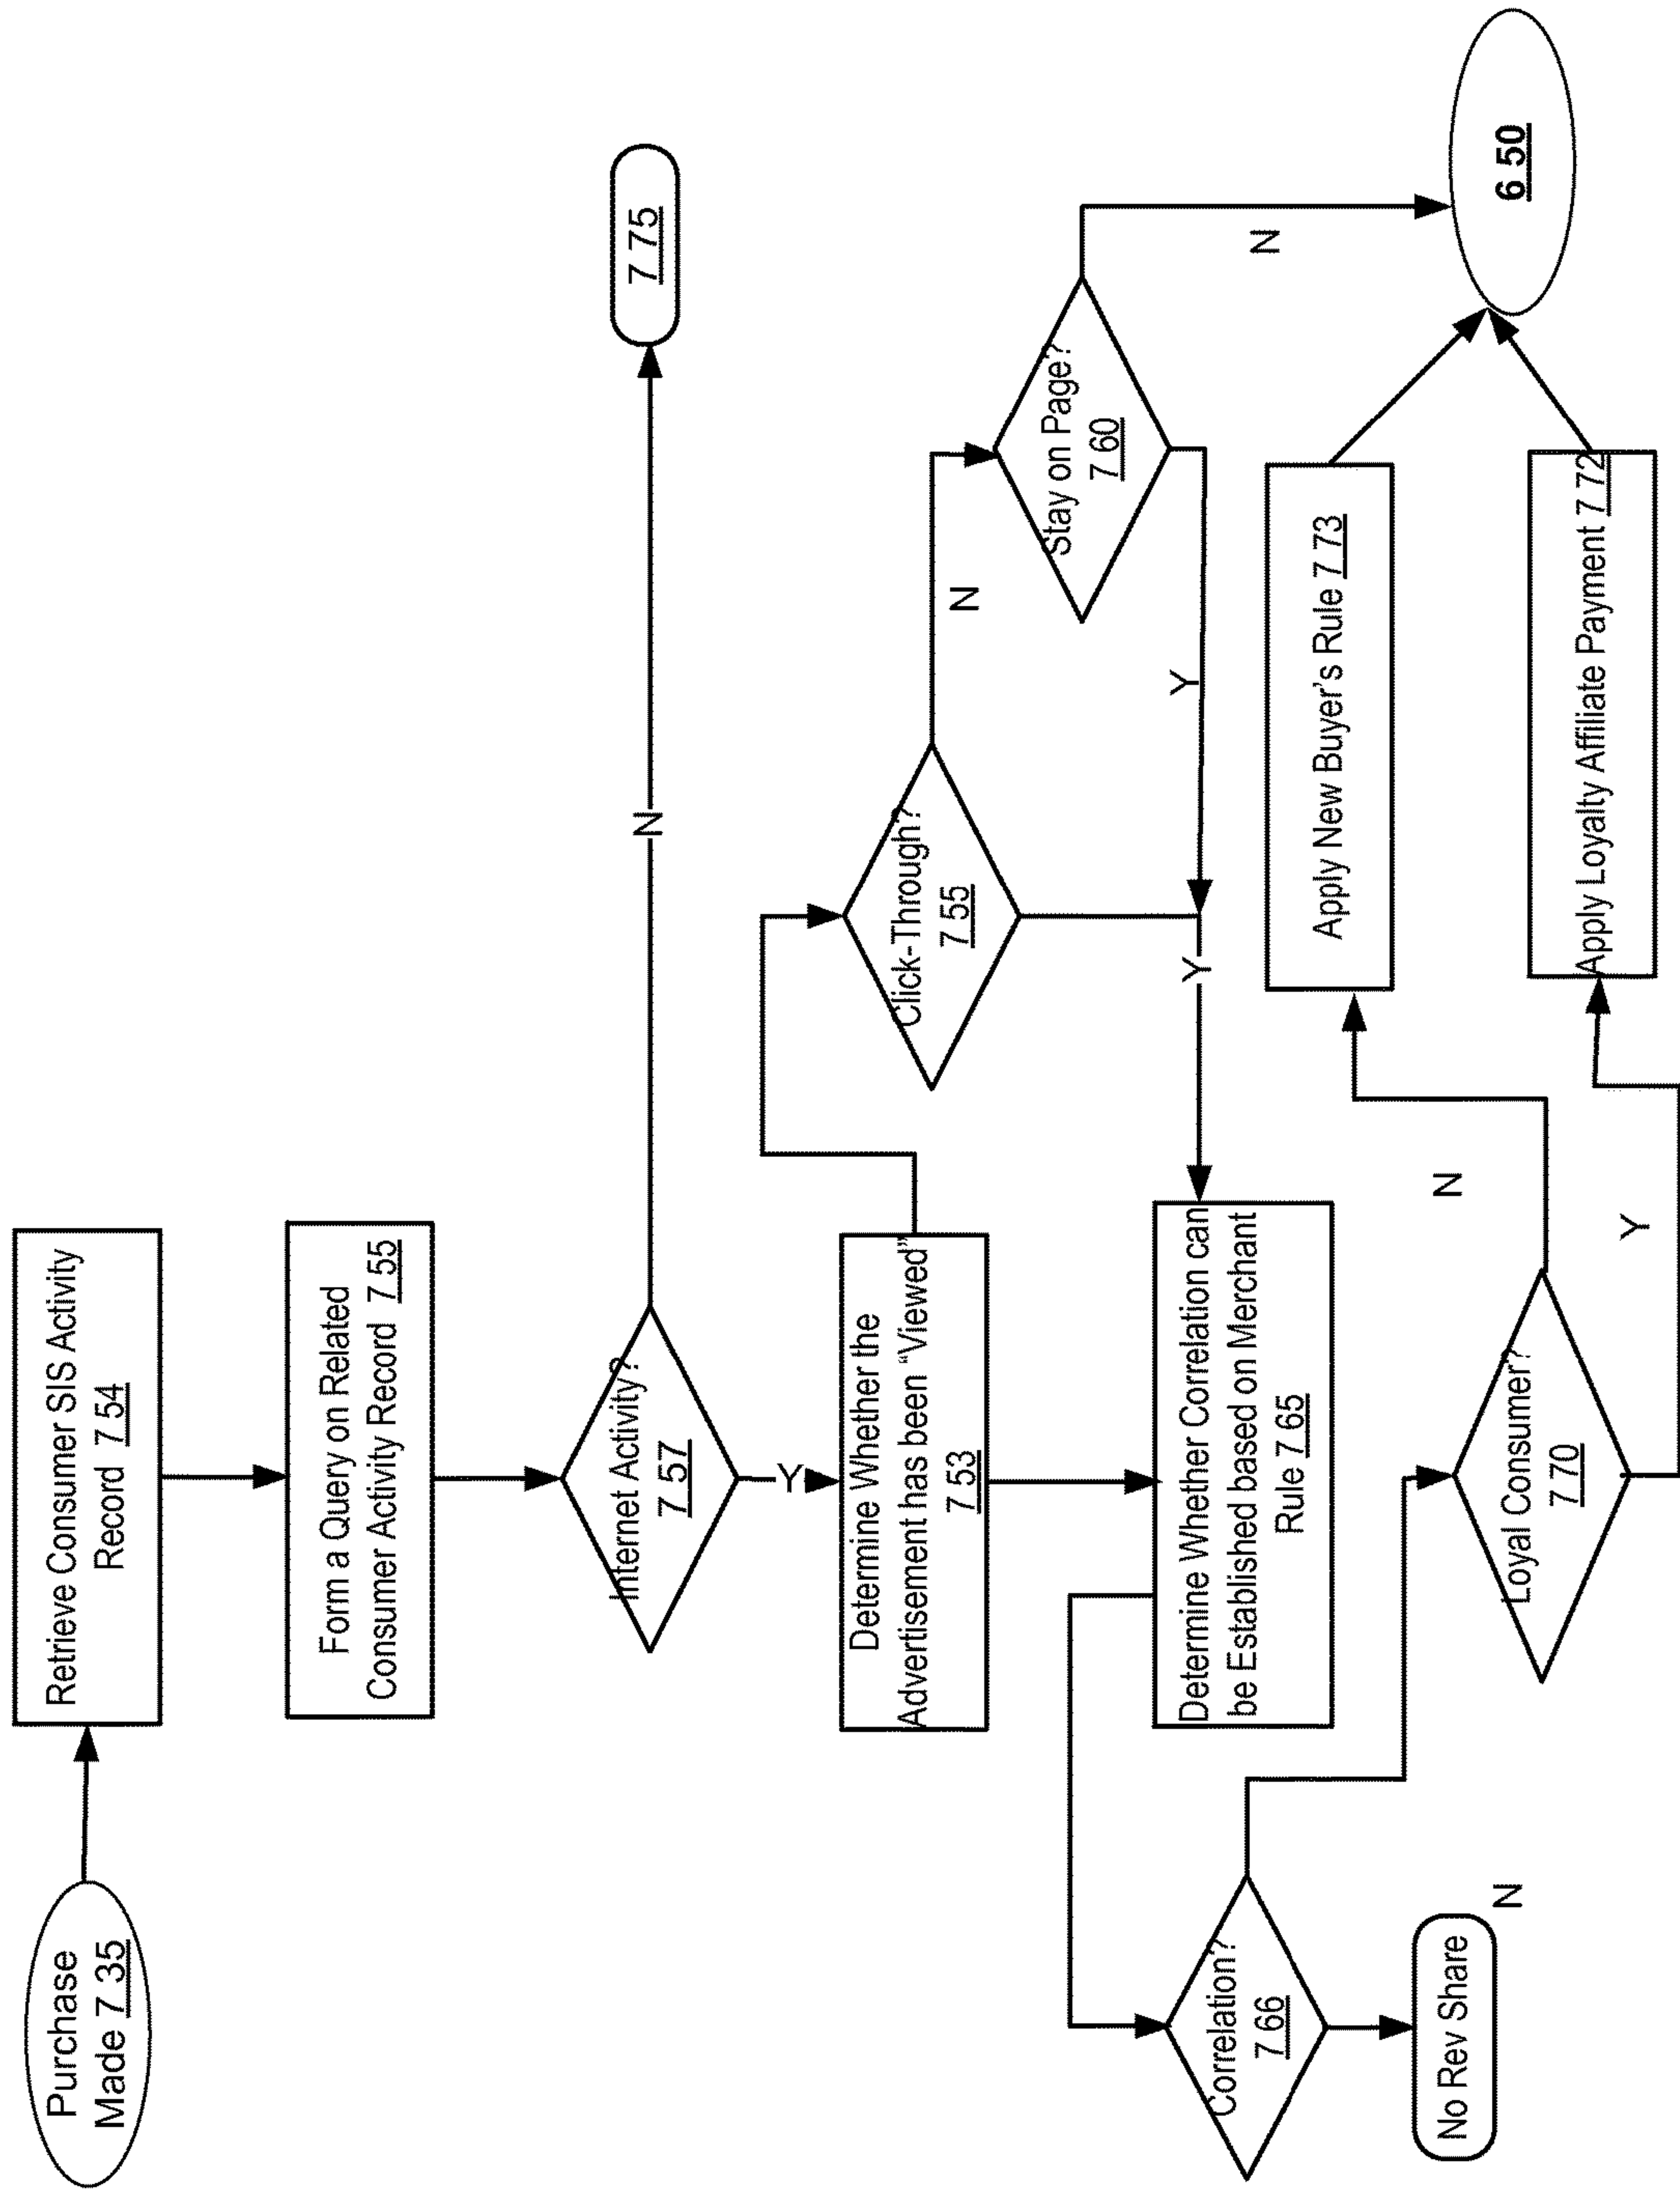 Purchase
Made 7 35
Retrieve Consumer SIS Activity
Record 7 54
Form a Query on Related
Consumer Activity Record 7 55
Internet Activity?
7 57
N
7 75
Y
Determine Whether the
Advertisement has been “Viewed”
7 53
Click-Through?
7 55
N
Stay on Page?
7 60
N
Y
Y
Determine Whether Correlation can
be Established based on Merchant
Rule 7 65
Correlation?
7 66
No Rev Share
N
Loyal Consumer?
7 70
N
Y
Apply New Buyer’s Rule 7 73
Apply Loyalty Affiliate Payment 7 72
6 50